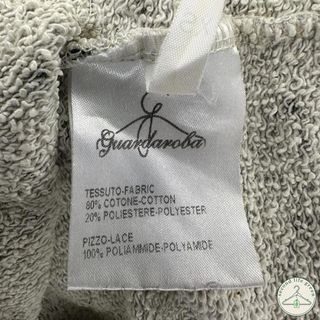 Guardaroba
TESSUTO-FABRIC
80% COTONE-COTTON
20% POLIESTERE-POLYESTER
PIZZO-LACE
100% POLIAMMIDE-POLYAMIDE